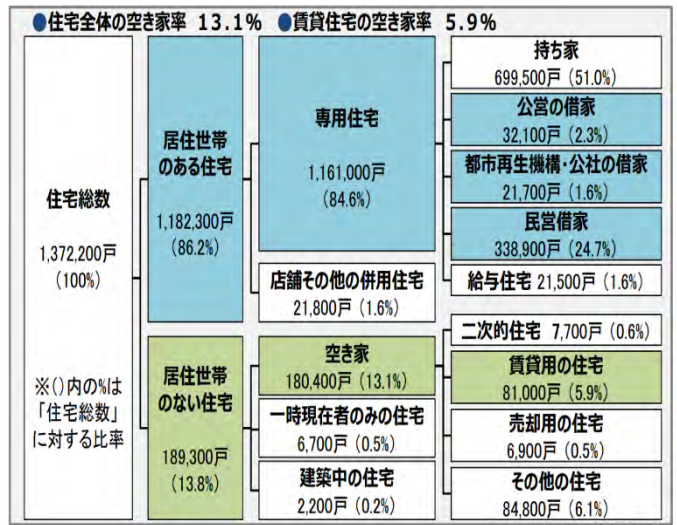 ●住宅全体の空き家率 13.1% ●賃貸住宅の空き家率 5.9%
住宅総数
1,372,200戸
(100%)
※()内の%は
「住宅総数」
に対する比率
居住世帯
のある住宅
1,182,300戸
(86.2%)
専用住宅
1,161,000戸
(84.6%)
持ち家
699,500戸 (51.0%)
公営の借家
32,100戸 (2.3%)
都市再生機構・公社の借家
21,700戸 (1.6%)
民営借家
338,900戸 (24.7%)
給与住宅 21,500戸 (1.6%)
店舗その他の併用住宅
21,800戸 (1.6%)
居住世帯
のない住宅
189,300戸
(13.8%)
空き家
180,400戸 (13.1%)
二次的住宅 7,700戸 (0.6%)
賃貸用の住宅
81,000戸 (5.9%)
売却用の住宅
6,900戸 (0.5%)
その他の住宅
84,800戸 (6.1%)
一時現在者のみの住宅
6,700戸 (0.5%)
建築中の住宅
2,200戸 (0.2%)